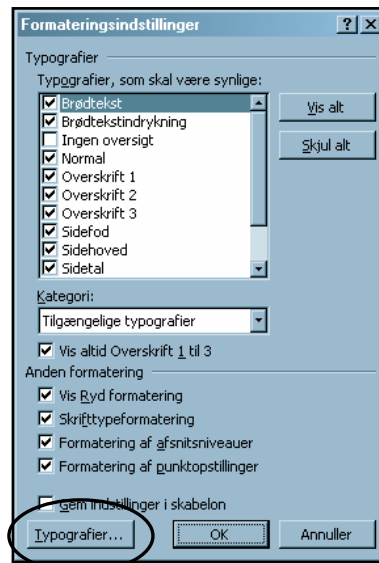 Formateringsindstillinger
Typografier
Typografier, som skal være synlige:
Brødtekst
Brødtekstindrykning
Ingen oversigt
Normal
Overskrift 1
Overskrift 2
Overskrift 3
Sidefod
Sidehoved
Sidetal
Vis alt
Skjul alt
Kategori:
Tilgængelige typografier
Vis altid Overskrift 1 til 3
Anden formatering
Vis Ryd formatering
Skrifttypeformatering
Formatering af afsnitsniveauer
Formatering af punktopstillinger
Gem indstillinger i skabelon
Typografier... OK Annuller